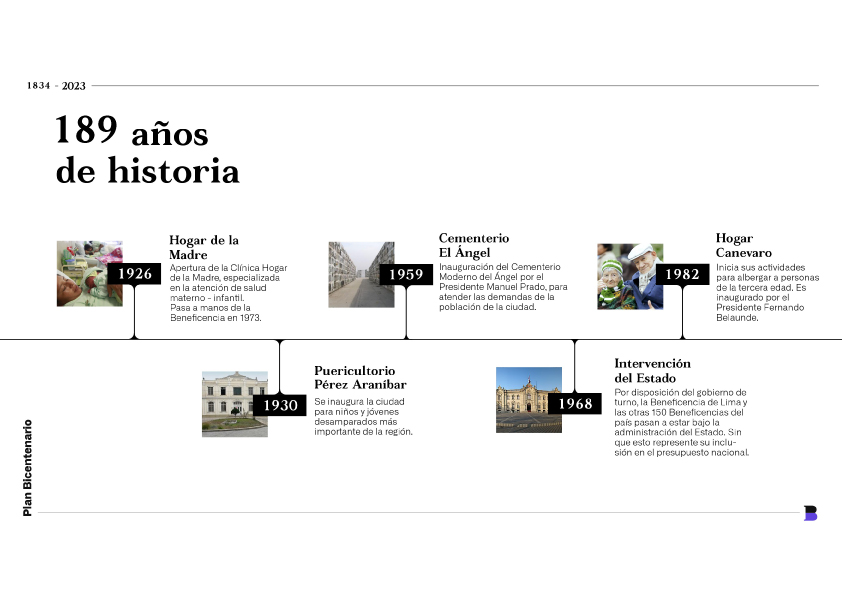 1834 - 2023
189 años
de historia
1926
Hogar de la
Madre
Apertura de la Clínica Hogar
de la Madre, especializada
en la atención de salud
materno - infantil.
Pasa a manos de la
Beneficencia en 1973.
1959
Cementerio
El Ángel
Inauguración del Cementerio
Moderno del Ángel por el
Presidente Manuel Prado, para
atender las demandas de la
población de la ciudad.
1982
Hogar
Canevaro
Inicia sus actividades
para albergar a personas
de la tercera edad. Es
inaugurado por el
Presidente Fernando
Belaunde.
1930
Puericultorio
Pérez Araníbar
Se inaugura la ciudad
para niños y jóvenes
desamparados más
importante de la región.
1968
Intervención
del Estado
Por disposición del gobierno de
turno, la Beneficencia de Lima y
las otras 150 Beneficencias del
país pasan a estar bajo la
administración del Estado. Sin
que esto represente su inclu-
sión en el presupuesto nacional.
Plan Bicentenario
B